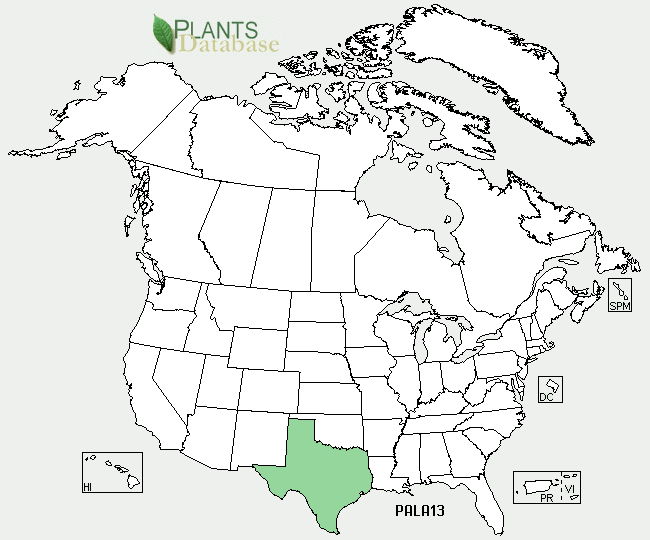 PLANTS
Database
SPM
DC
HI
PR
VI
PALA13